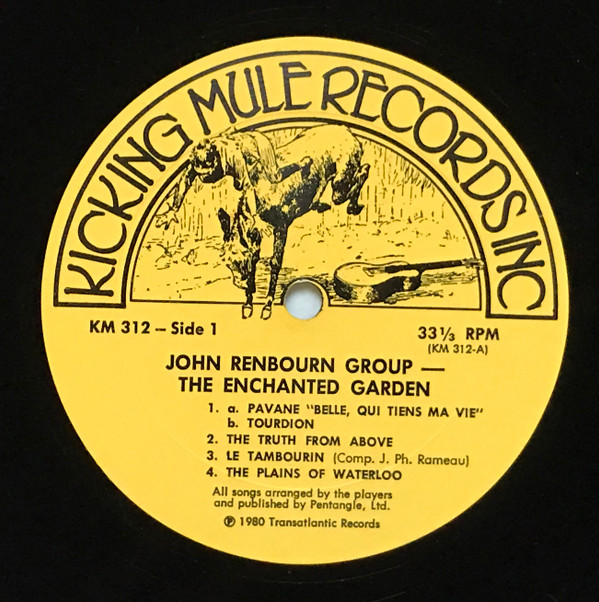 KICKING MULE RECORDS INC
KM 312 -- Side 1
33 1/3 RPM
(KM 312-A)
JOHN RENBOURN GROUP —
THE ENCHANTED GARDEN
1. a. PAVANE "BELLE, QUI TIENS MA VIE"
b. TOURDION
2. THE TRUTH FROM ABOVE
3. LE TAMBOURIN (Comp. J. Ph. Rameau)
4. THE PLAINS OF WATERLOO
All songs arranged by the players
and published by Pentangle, Ltd.
℗ 1980 Transatlantic Records